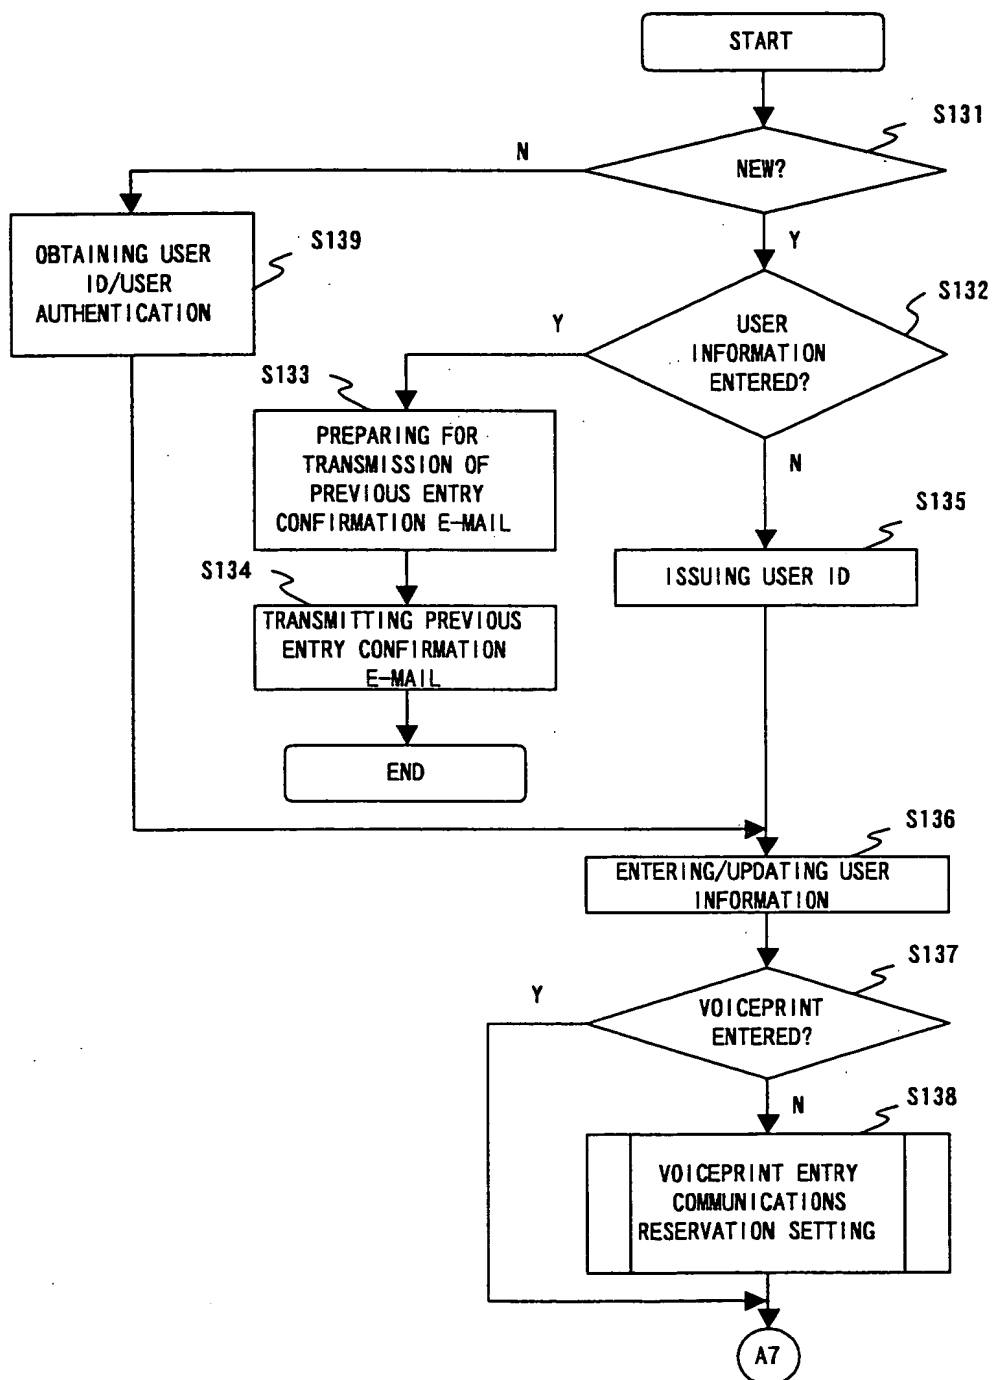 START
S131
N
NEW?
Y
S139
OBTAINING USER
ID/USER
AUTHENTICATION
S132
Y
USER
INFORMATION
ENTERED?
S133
PREPARING FOR
TRANSMISSION OF
PREVIOUS ENTRY
CONFIRMATION E-MAIL
N
S135
ISSUING USER ID
S134
TRANSMITTING PREVIOUS
ENTRY CONFIRMATION
E-MAIL
END
S136
ENTERING/UPDATING USER
INFORMATION
S137
Y
VOICEPRINT
ENTERED?
N
S138
VOICEPRINT ENTRY
COMMUNICATIONS
RESERVATION SETTING
A7